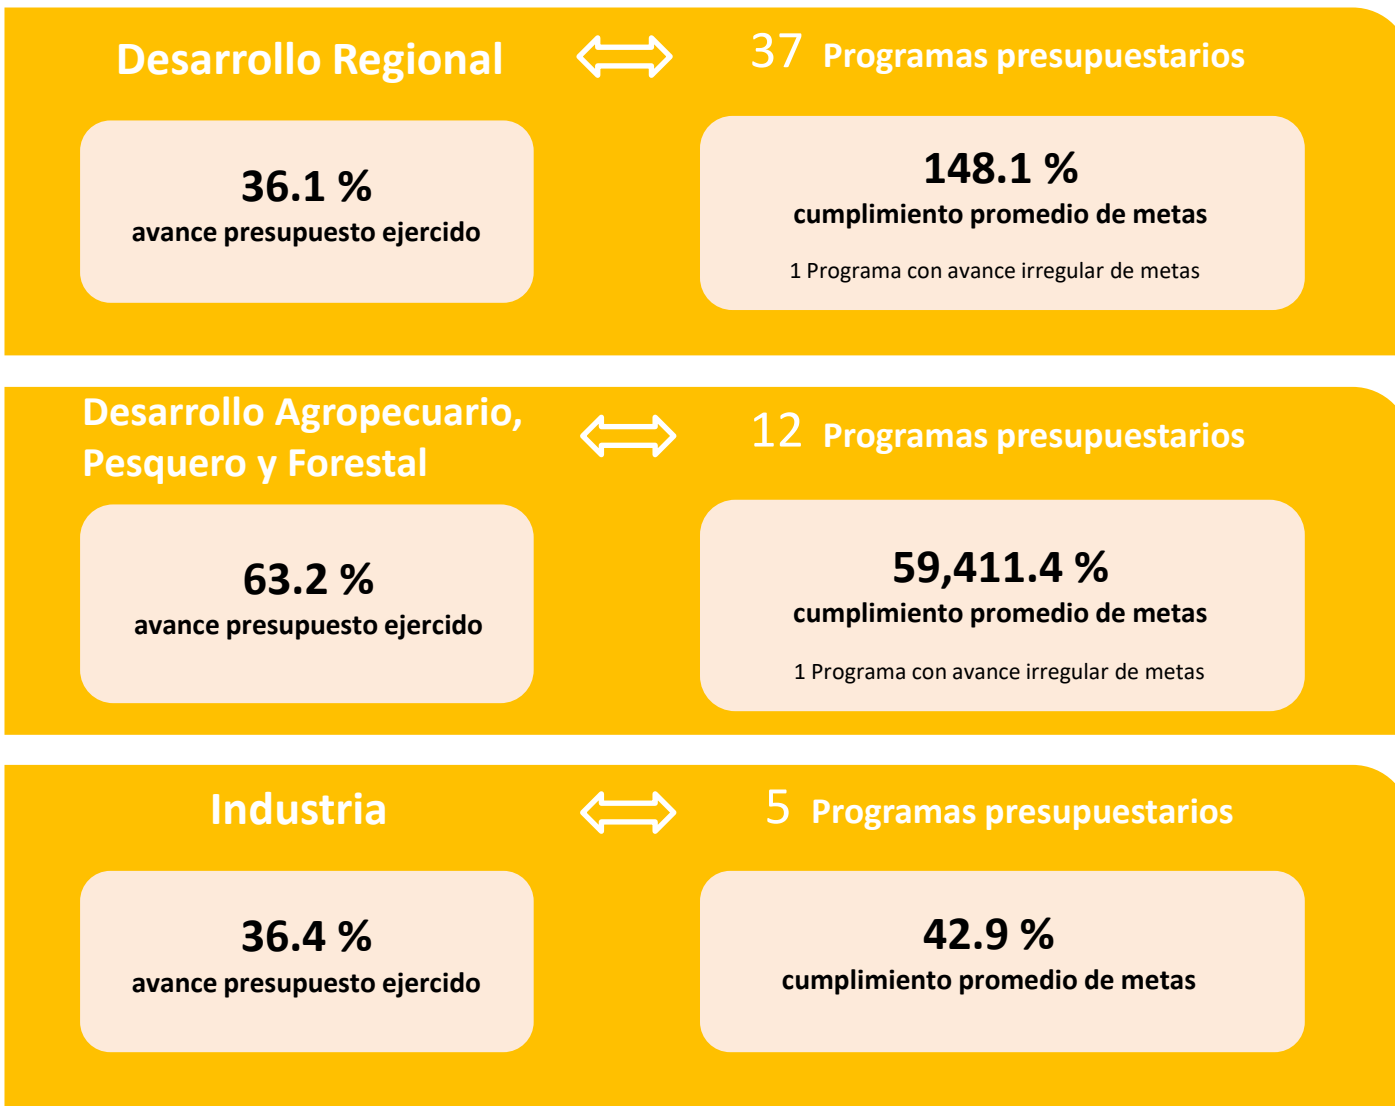 Desarrollo Regional
37 Programas presupuestarios
36.1 %
avance presupuesto ejercido
148.1 %
cumplimiento promedio de metas
1 Programa con avance irregular de metas
Desarrollo Agropecuario,
Pesquero y Forestal
12 Programas presupuestarios
63.2 %
avance presupuesto ejercido
59,411.4 %
cumplimiento promedio de metas
1 Programa con avance irregular de metas
Industria
5 Programas presupuestarios
36.4 %
avance presupuesto ejercido
42.9 %
cumplimiento promedio de metas